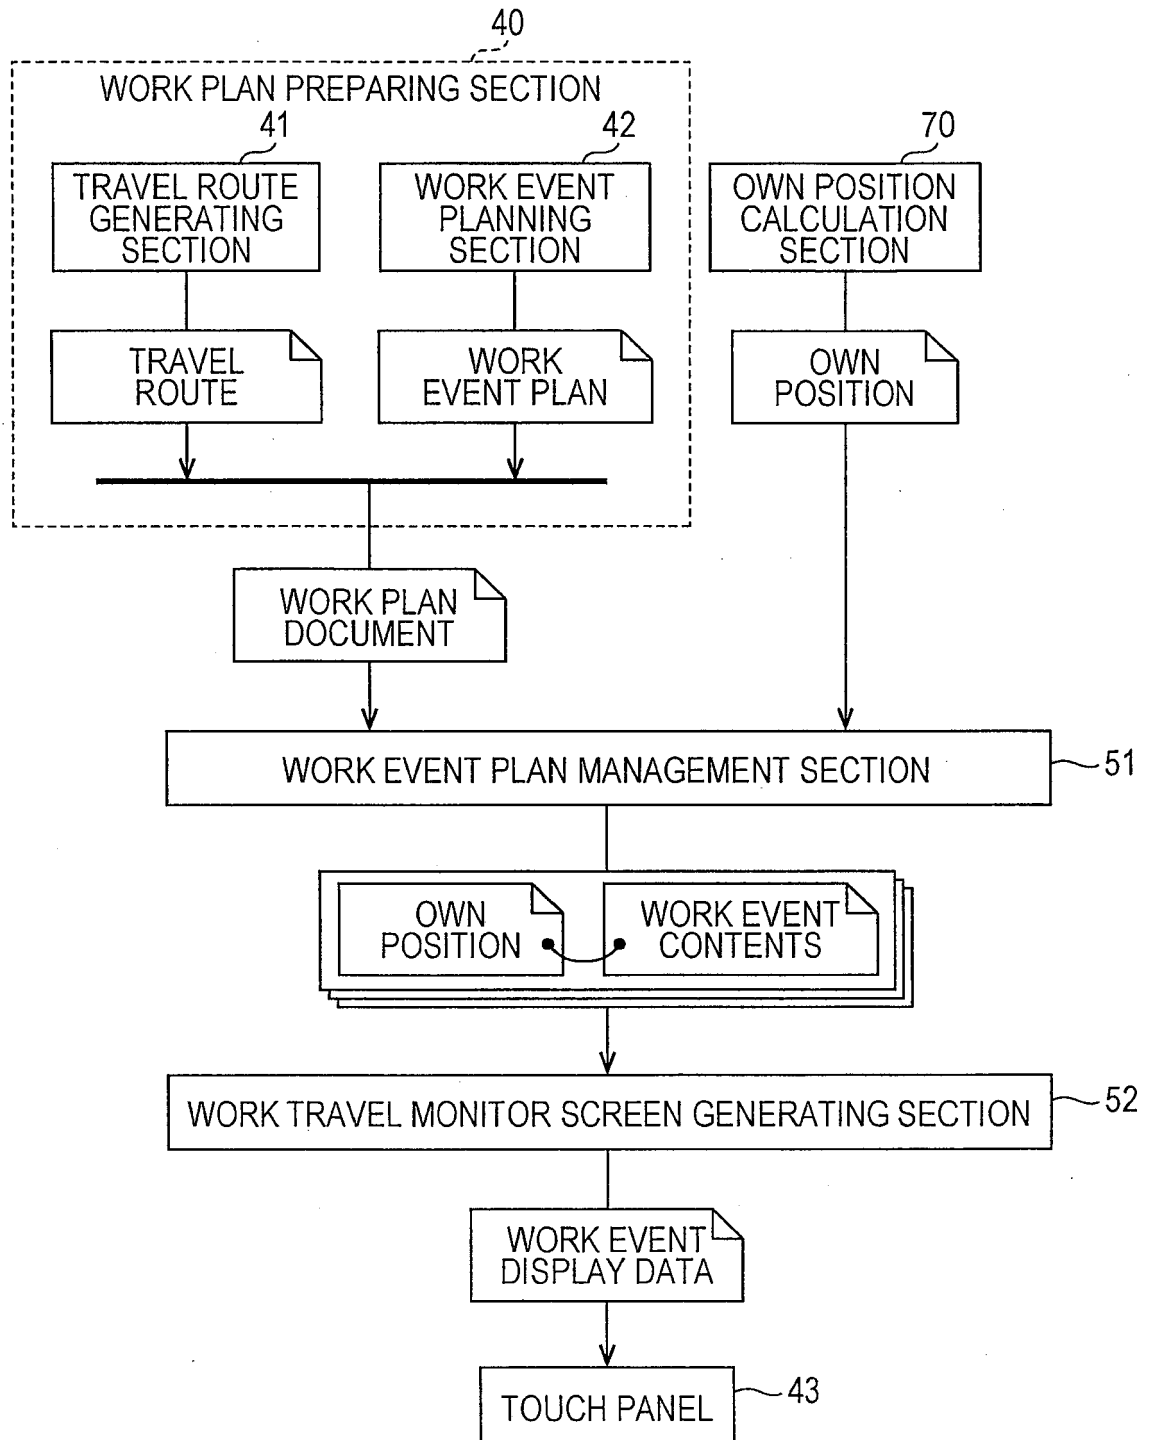 40
WORK PLAN PREPARING SECTION
41
42
70
TRAVEL ROUTE
GENERATING
SECTION
WORK EVENT
PLANNING
SECTION
OWN POSITION
CALCULATION
SECTION
TRAVEL
ROUTE
WORK
EVENT PLAN
OWN
POSITION
WORK PLAN
DOCUMENT
WORK EVENT PLAN MANAGEMENT SECTION
51
OWN
POSITION
WORK EVENT
CONTENTS
WORK TRAVEL MONITOR SCREEN GENERATING SECTION
52
WORK EVENT
DISPLAY DATA
TOUCH PANEL
43